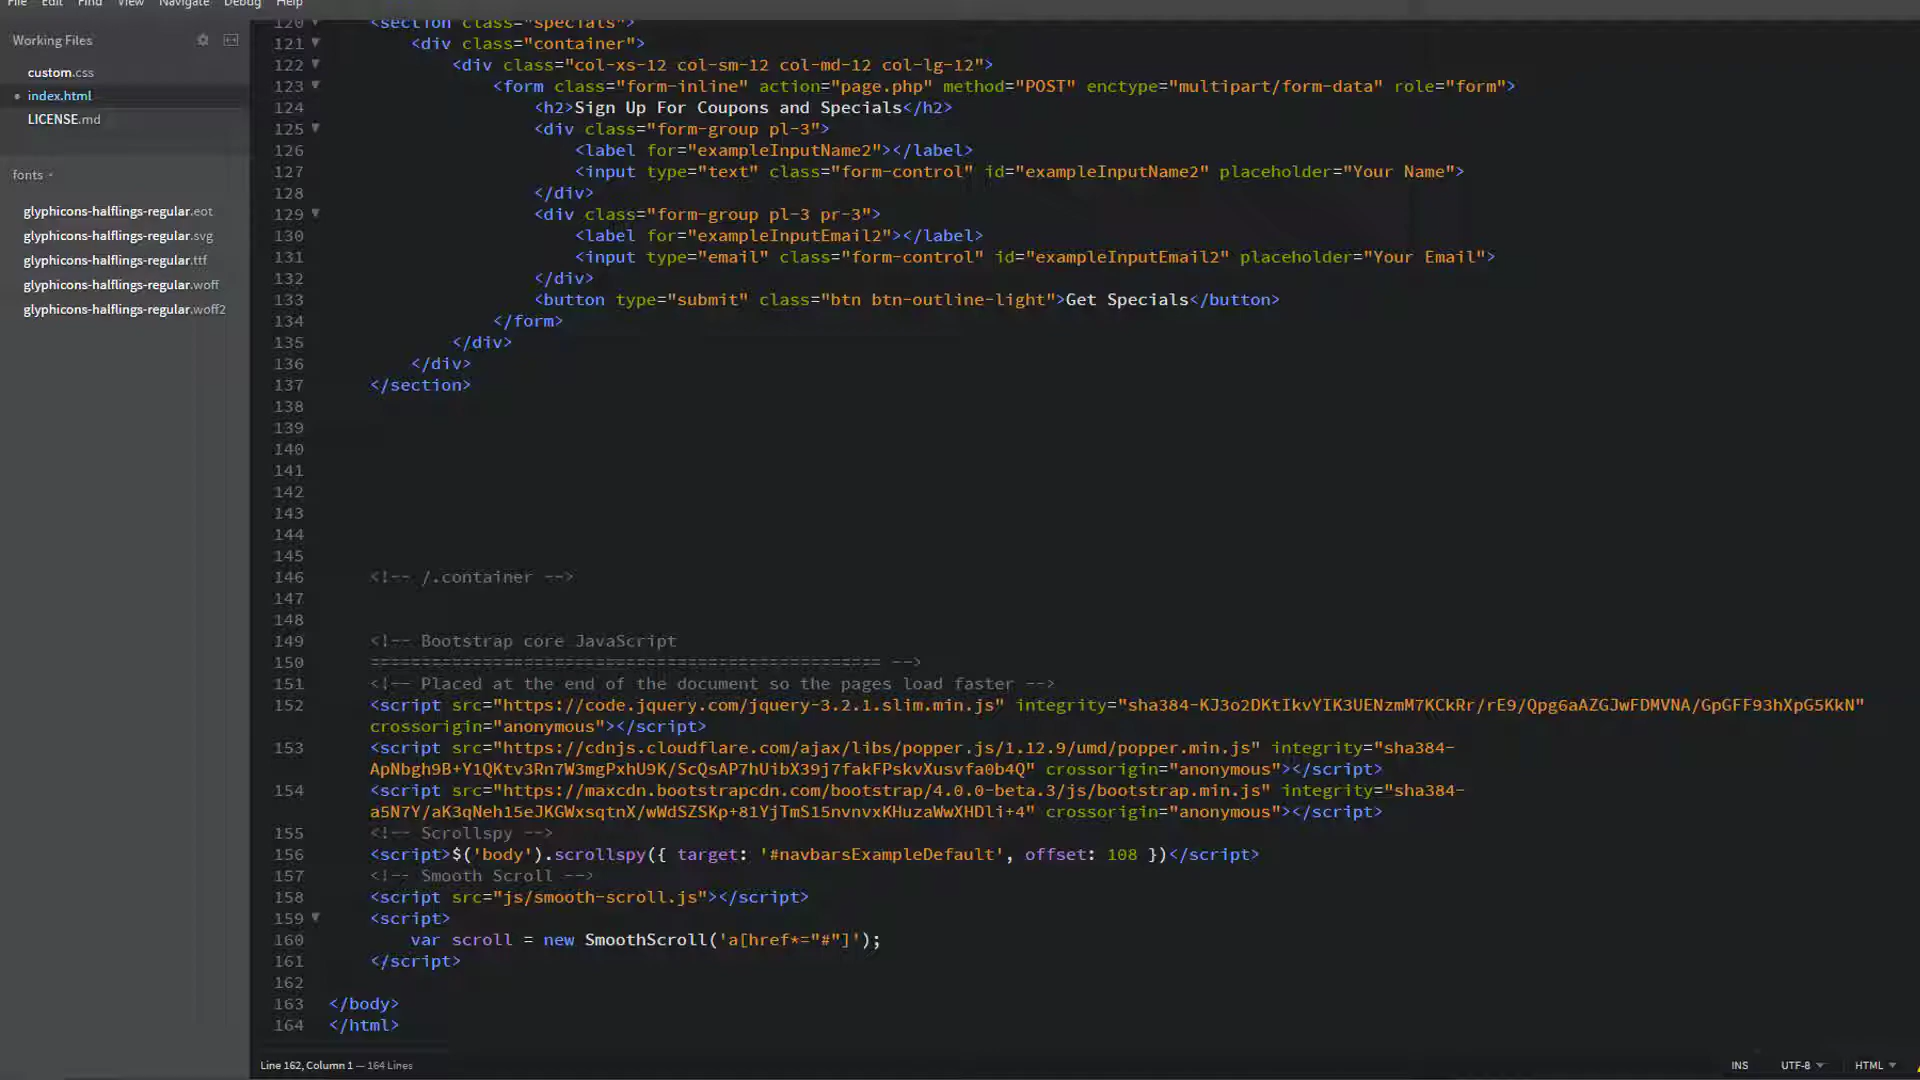 File Edit Find View Navigate Debug Help
Working Files
custom.css
index.html
LICENSE.md
fonts
glyphicons-halflings-regular.eot
glyphicons-halflings-regular.svg
glyphicons-halflings-regular.ttf
glyphicons-halflings-regular.woff
glyphicons-halflings-regular.woff2
120 <section class="specials">
121 <div class="container">
122 <div class="col-xs-12 col-sm-12 col-md-12 col-lg-12">
123 <form class="form-inline" action="page.php" method="POST" enctype="multipart/form-data" role="form">
124 <h2>Sign Up For Coupons and Specials</h2>
125 <div class="form-group pl-3">
126 <label for="exampleInputName2"></label>
127 <input type="text" class="form-control" id="exampleInputName2" placeholder="Your Name">
128 </div>
129 <div class="form-group pl-3 pr-3">
130 <label for="exampleInputEmail2"></label>
131 <input type="email" class="form-control" id="exampleInputEmail2" placeholder="Your Email">
132 </div>
133 <button type="submit" class="btn btn-outline-light">Get Specials</button>
134 </form>
135 </div>
136 </div>
137 </section>
138
139
140
141
142
143
144
145
146 <!-- /.container -->
147
148
149 <!-- Bootstrap core JavaScript
150 ================================================== -->
151 <!-- Placed at the end of the document so the pages load faster -->
152 <script src="https://code.jquery.com/jquery-3.2.1.slim.min.js" integrity="sha384-KJ3o2DKtIkvYIK3UENzmM7KCkRr/rE9/Qpg6aAZGJwFDMVNA/GpGFF93hXpG5KkN"
crossorigin="anonymous"></script>
153 <script src="https://cdnjs.cloudflare.com/ajax/libs/popper.js/1.12.9/umd/popper.min.js" integrity="sha384-
ApNbgh9B+Y1QKtv3Rn7W3mgPxhU9K/ScQsAP7hUibX39j7fakFPskvXusvfa0b4Q" crossorigin="anonymous"></script>
154 <script src="https://maxcdn.bootstrapcdn.com/bootstrap/4.0.0-beta.3/js/bootstrap.min.js" integrity="sha384-
a5N7Y/aK3qNeh15eJKGWxsqtnX/wWdSZSKp+81YjTmS15nvnvxKHuzaWwXHDli+4" crossorigin="anonymous"></script>
155 <!-- Scrollspy -->
156 <script>$('body').scrollspy({ target: '#navbarsExampleDefault', offset: 108 })</script>
157 <!-- Smooth Scroll -->
158 <script src="js/smooth-scroll.js"></script>
159 <script>
160 var scroll = new SmoothScroll('a[href*="#"]');
161 </script>
162
163 </body>
164 </html>
Line 162, Column 1 — 164 Lines
INS UTF-8 HTML